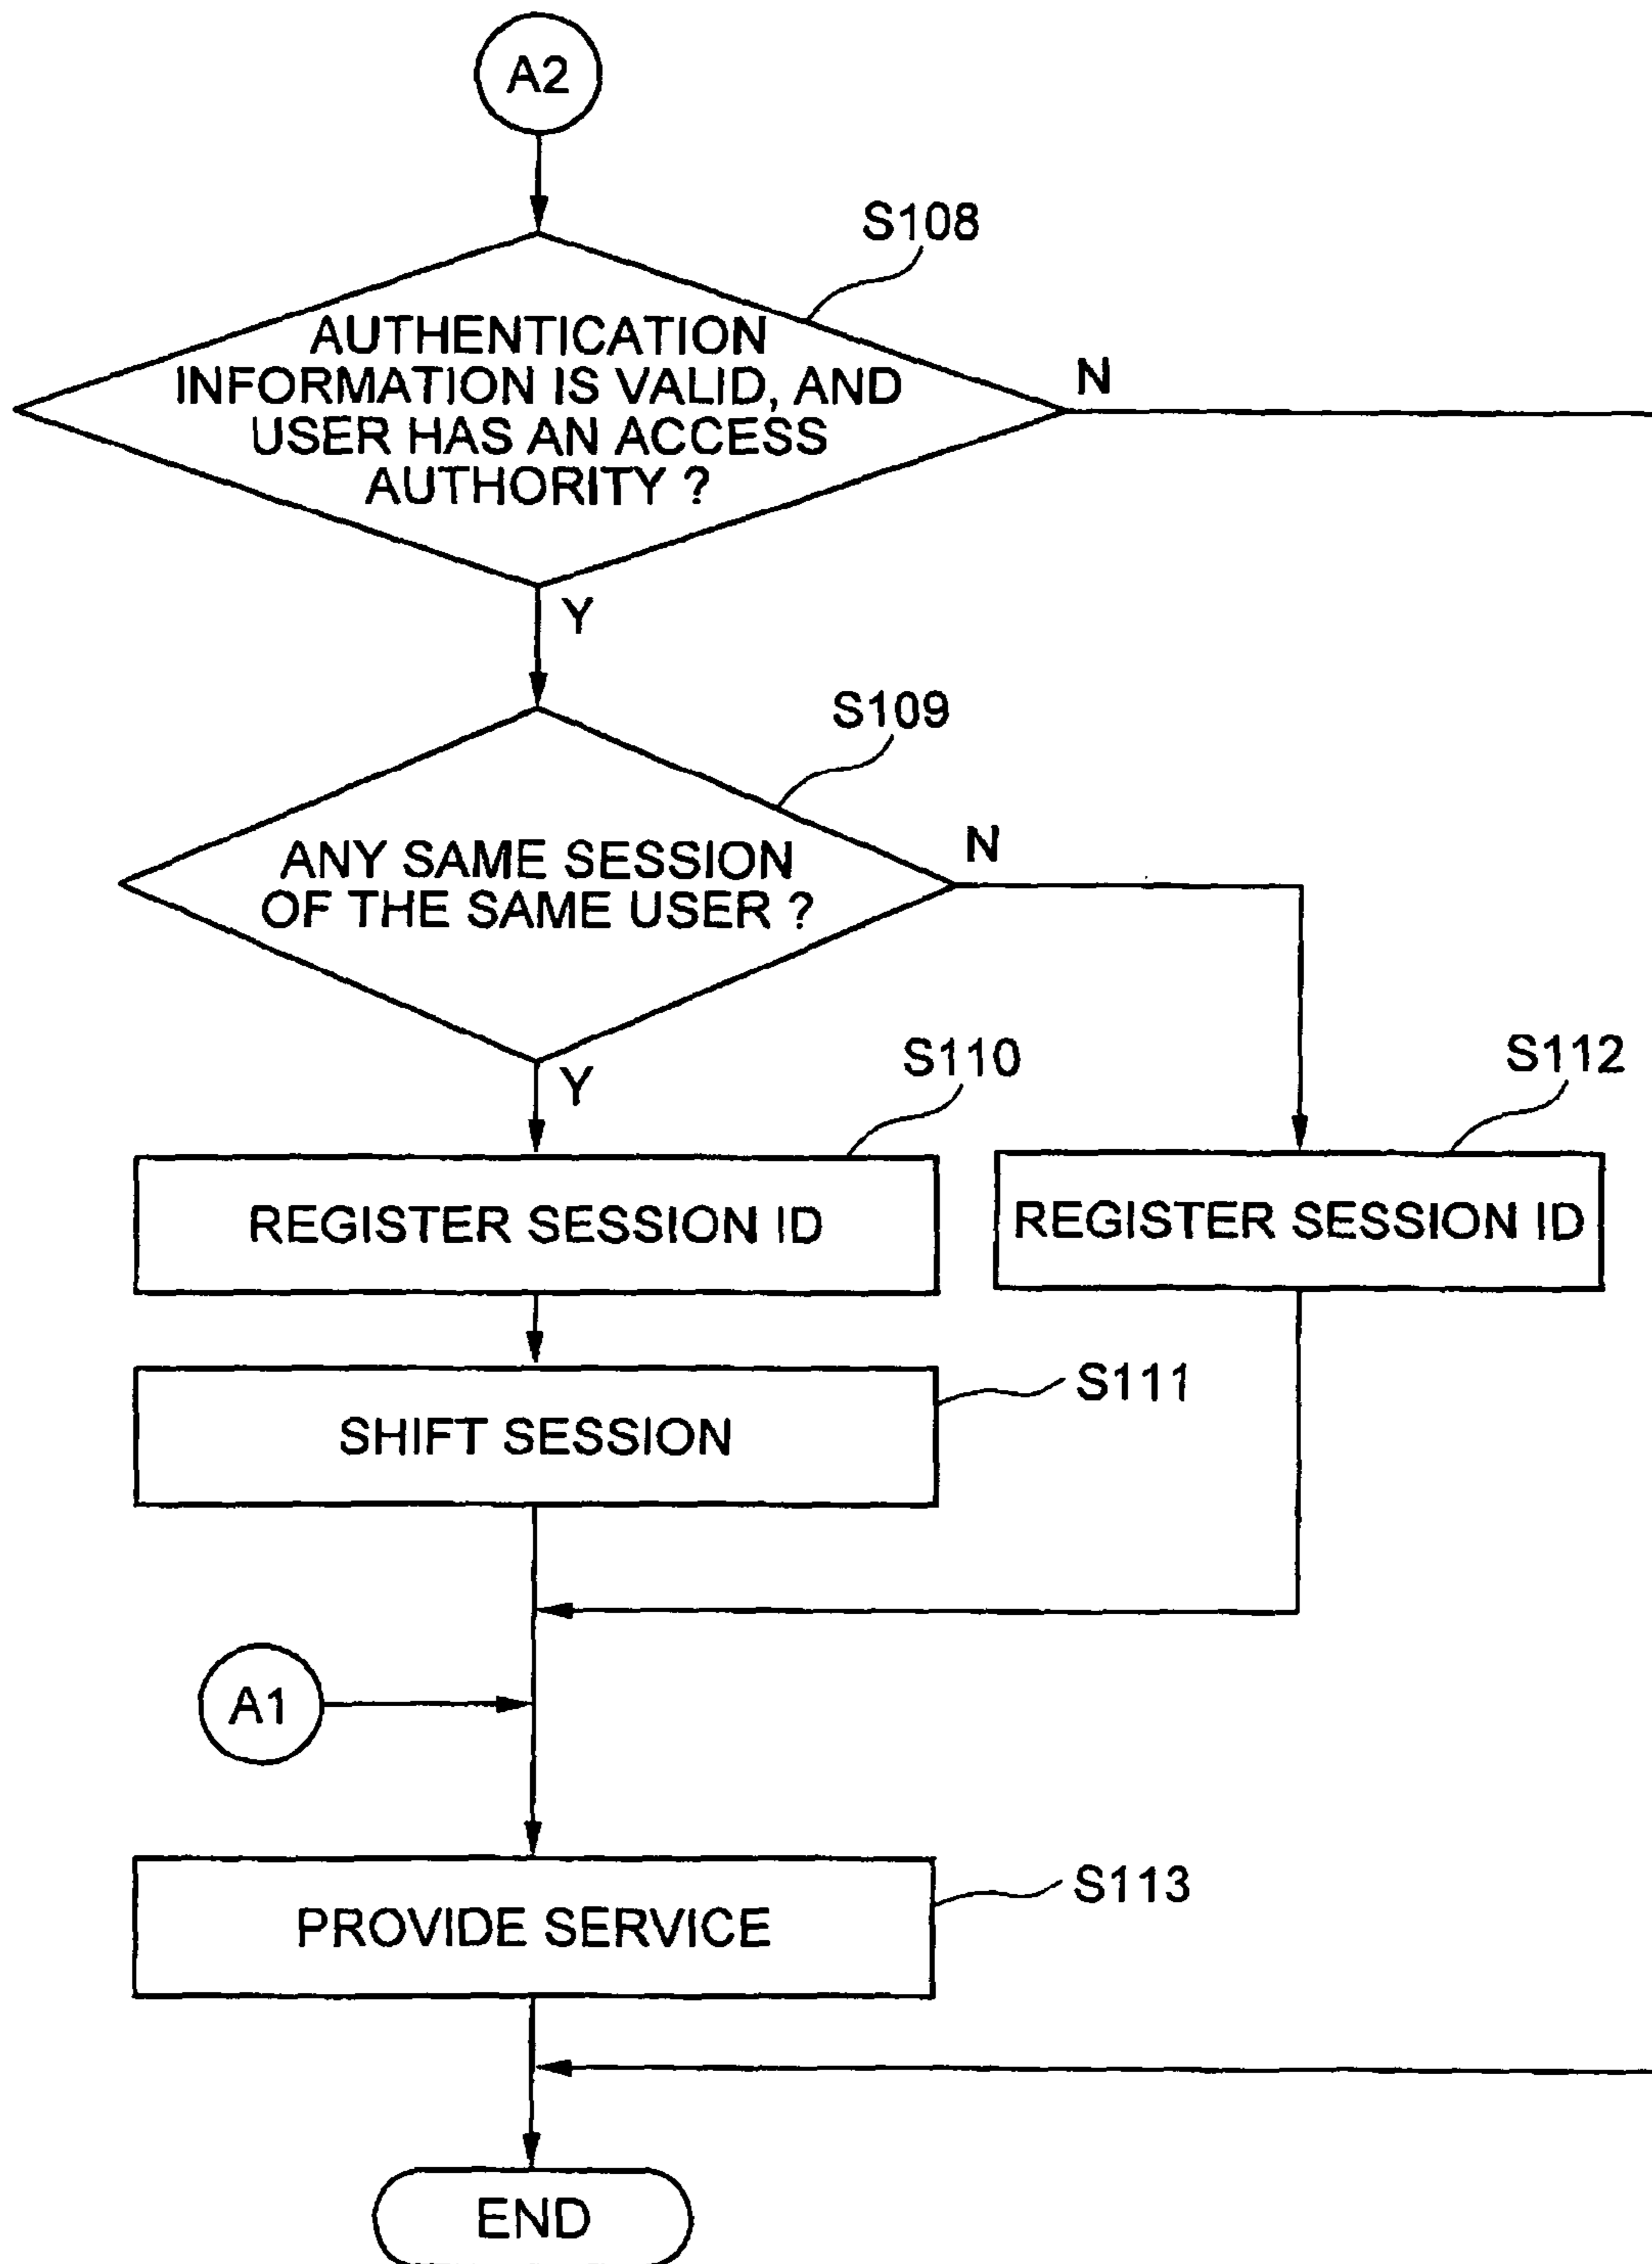 A2
S108
AUTHENTICATION
INFORMATION IS VALID, AND
USER HAS AN ACCESS
AUTHORITY ?
N
Y
S109
ANY SAME SESSION
OF THE SAME USER ?
N
Y
S110
S112
REGISTER SESSION ID
REGISTER SESSION ID
S111
SHIFT SESSION
A1
S113
PROVIDE SERVICE
END